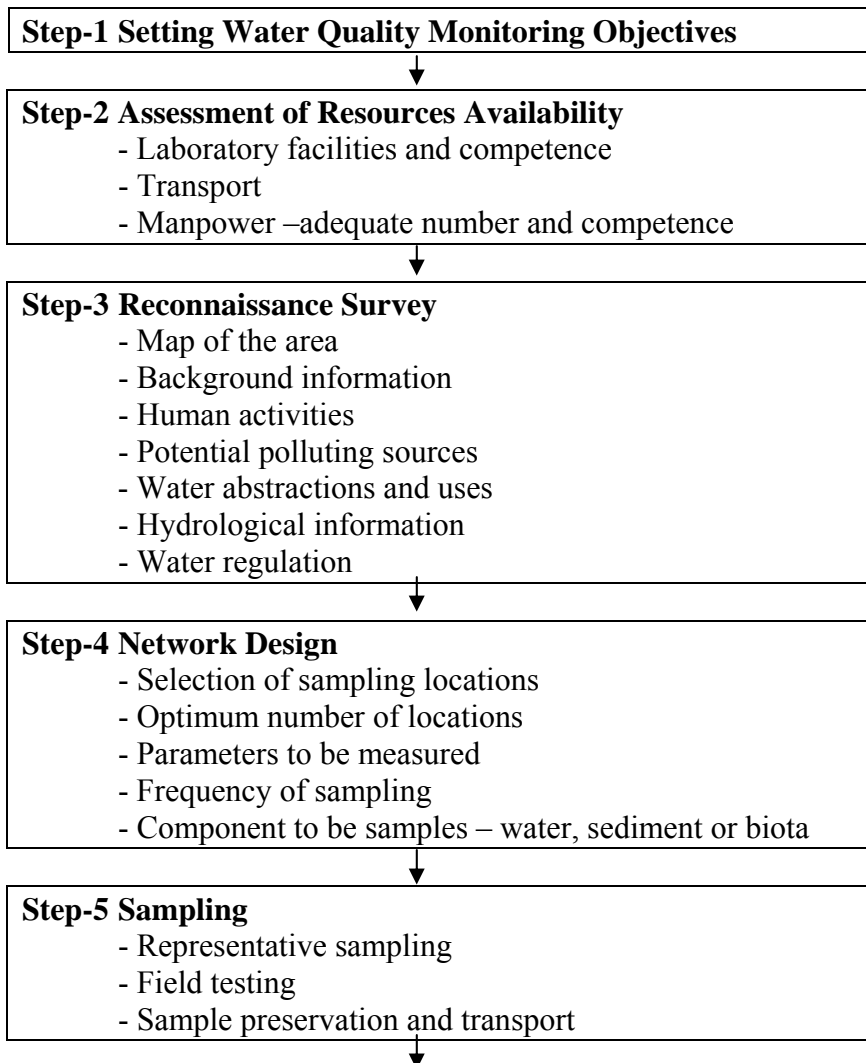 Step-1 Setting Water Quality Monitoring Objectives
Step-2 Assessment of Resources Availability
- Laboratory facilities and competence
- Transport
- Manpower –adequate number and competence
Step-3 Reconnaissance Survey
- Map of the area
- Background information
- Human activities
- Potential polluting sources
- Water abstractions and uses
- Hydrological information
- Water regulation
Step-4 Network Design
- Selection of sampling locations
- Optimum number of locations
- Parameters to be measured
- Frequency of sampling
- Component to be samples – water, sediment or biota
Step-5 Sampling
- Representative sampling
- Field testing
- Sample preservation and transport